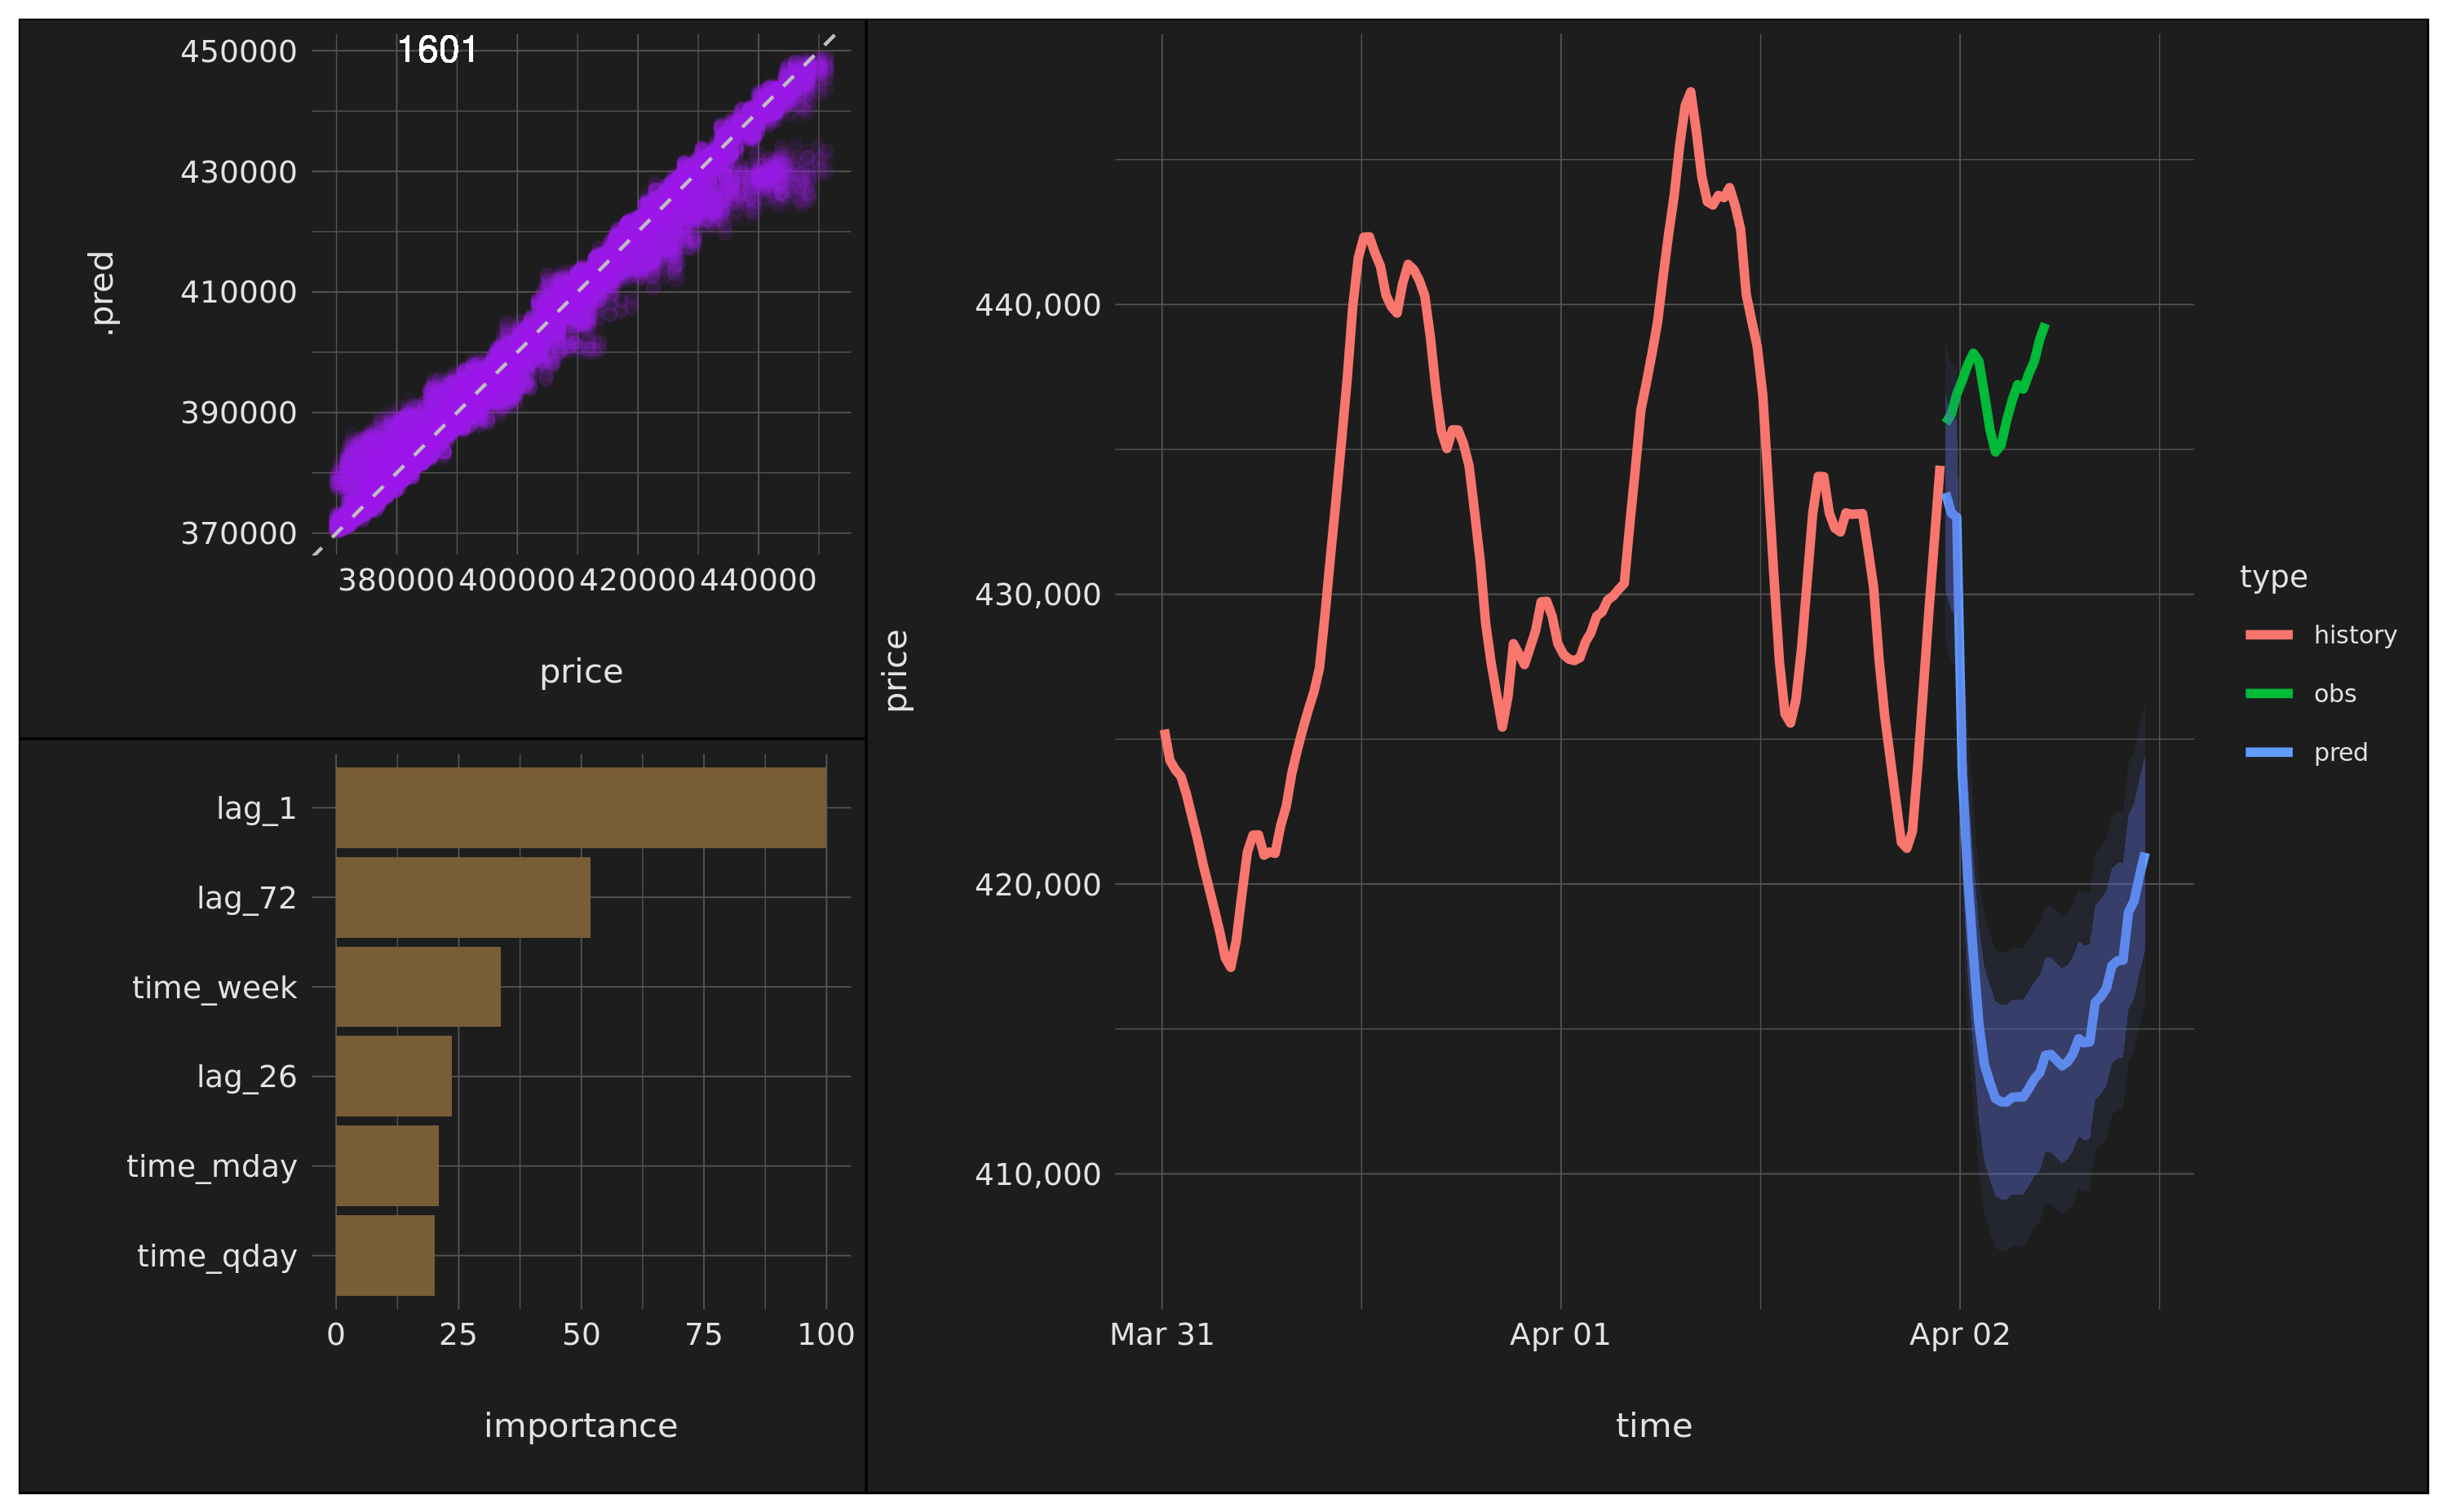 1601
450000
430000
410000
390000
370000
.pred
380000 400000 420000 440000
price
lag_1
lag_72
time_week
lag_26
time_mday
time_qday
0 25 50 75 100
importance
440,000
430,000
420,000
410,000
price
Mar 31 Apr 01 Apr 02
time
type
history
obs
pred